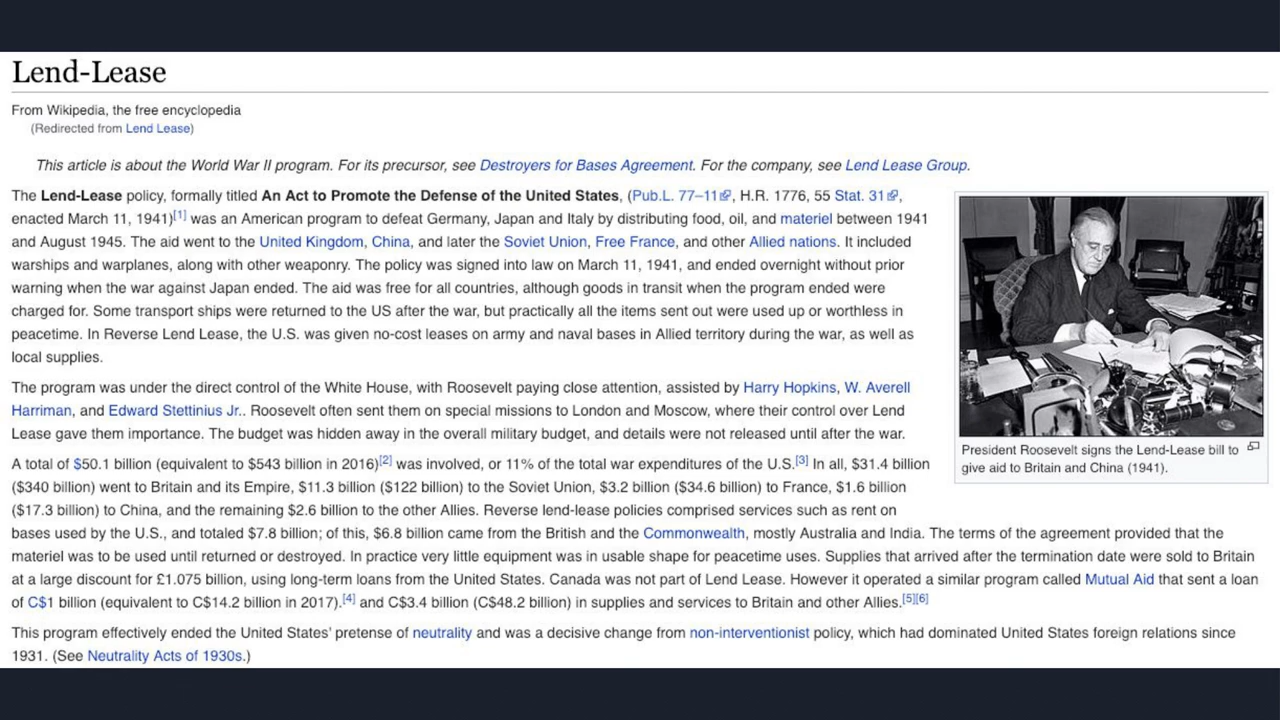 Lend-Lease
From Wikipedia, the free encyclopedia
(Redirected from Lend Lease)
This article is about the World War II program. For its precursor, see Destroyers for Bases Agreement. For the company, see Lend Lease Group.
The Lend-Lease policy, formally titled An Act to Promote the Defense of the United States, (Pub.L. 77–11, H.R. 1776, 55 Stat. 31,
enacted March 11, 1941)[1] was an American program to defeat Germany, Japan and Italy by distributing food, oil, and materiel between 1941
and August 1945. The aid went to the United Kingdom, China, and later the Soviet Union, Free France, and other Allied nations. It included
warships and warplanes, along with other weaponry. The policy was signed into law on March 11, 1941, and ended overnight without prior
warning when the war against Japan ended. The aid was free for all countries, although goods in transit when the program ended were
charged for. Some transport ships were returned to the US after the war, but practically all the items sent out were used up or worthless in
peacetime. In Reverse Lend Lease, the U.S. was given no-cost leases on army and naval bases in Allied territory during the war, as well as
local supplies.
The program was under the direct control of the White House, with Roosevelt paying close attention, assisted by Harry Hopkins, W. Averell
Harriman, and Edward Stettinius Jr.. Roosevelt often sent them on special missions to London and Moscow, where their control over Lend
Lease gave them importance. The budget was hidden away in the overall military budget, and details were not released until after the war.
President Roosevelt signs the Lend-Lease bill to
give aid to Britain and China (1941).
A total of $50.1 billion (equivalent to $543 billion in 2016)[2] was involved, or 11% of the total war expenditures of the U.S.[3] In all, $31.4 billion
($340 billion) went to Britain and its Empire, $11.3 billion ($122 billion) to the Soviet Union, $3.2 billion ($34.6 billion) to France, $1.6 billion
($17.3 billion) to China, and the remaining $2.6 billion to the other Allies. Reverse lend-lease policies comprised services such as rent on
bases used by the U.S., and totaled $7.8 billion; of this, $6.8 billion came from the British and the Commonwealth, mostly Australia and India. The terms of the agreement provided that the
materiel was to be used until returned or destroyed. In practice very little equipment was in usable shape for peacetime uses. Supplies that arrived after the termination date were sold to Britain
at a large discount for £1.075 billion, using long-term loans from the United States. Canada was not part of Lend Lease. However it operated a similar program called Mutual Aid that sent a loan
of C$1 billion (equivalent to C$14.2 billion in 2017).[4] and C$3.4 billion (C$48.2 billion) in supplies and services to Britain and other Allies.[5][6]
This program effectively ended the United States' pretense of neutrality and was a decisive change from non-interventionist policy, which had dominated United States foreign relations since
1931. (See Neutrality Acts of 1930s.)